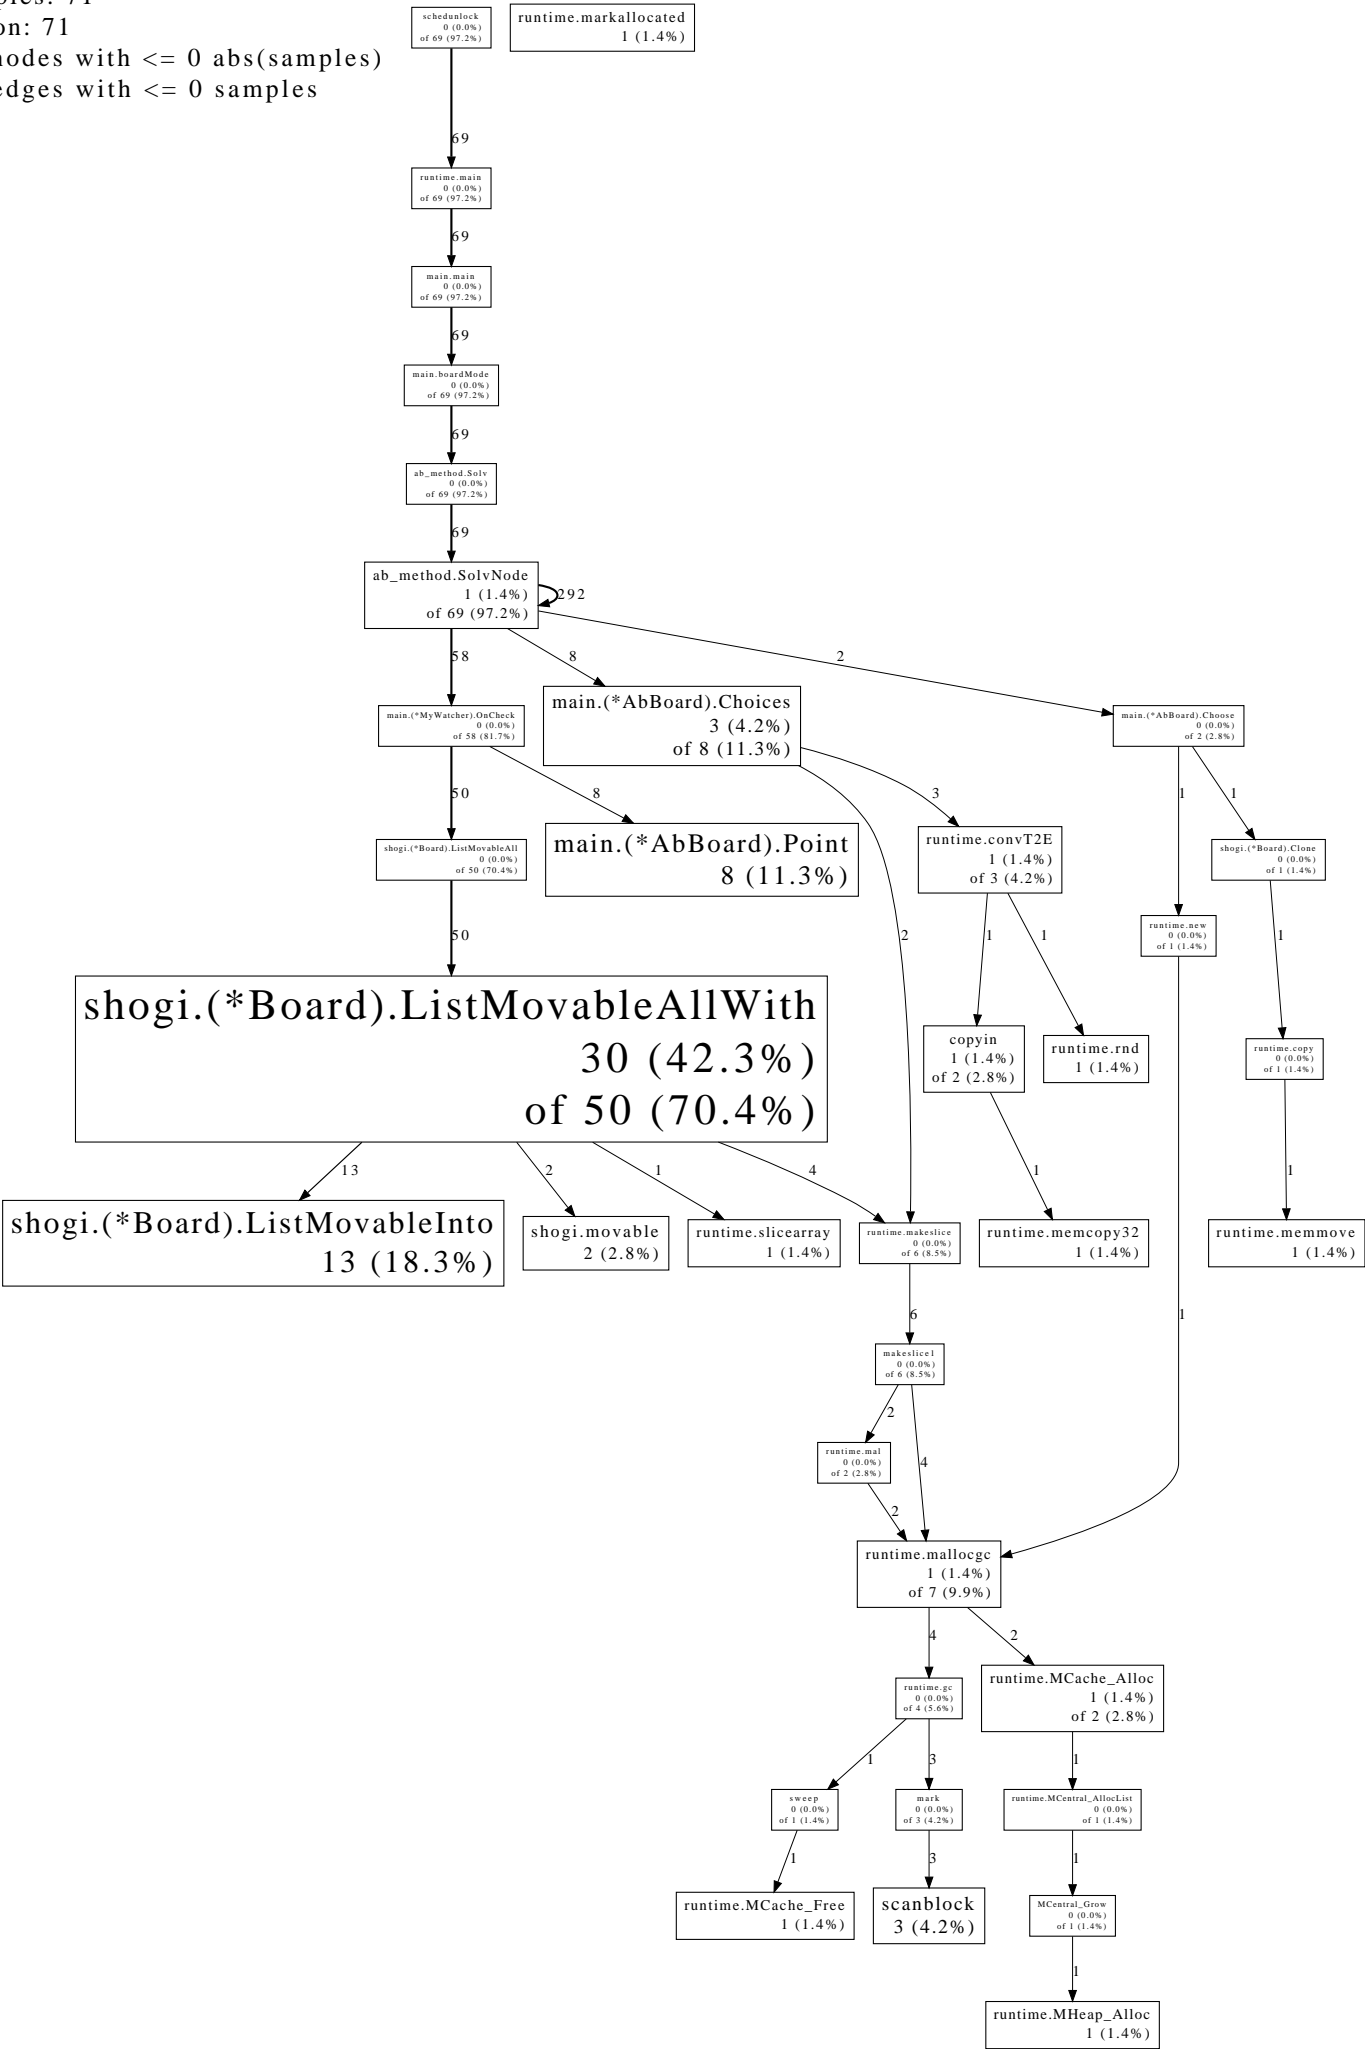 on: 71
nodes with <= 0 abs(samples)
edges with <= 0 samples
schedunlock
0 (0.0%)
of 69 (97.2%)
runtime.markallocated
1 (1.4%)
69
runtime.main
0 (0.0%)
of 69 (97.2%)
69
main.main
0 (0.0%)
of 69 (97.2%)
69
main.boardMode
0 (0.0%)
of 69 (97.2%)
69
ab_method.Solv
0 (0.0%)
of 69 (97.2%)
69
ab_method.SolvNode
1 (1.4%)
of 69 (97.2%)
292
58
8
2
main.(*MyWatcher).OnCheck
0 (0.0%)
of 58 (81.7%)
main.(*AbBoard).Choices
3 (4.2%)
of 8 (11.3%)
main.(*AbBoard).Choose
0 (0.0%)
of 2 (2.8%)
50
8
3
1
1
shogi.(*Board).ListMovableAll
0 (0.0%)
of 50 (70.4%)
main.(*AbBoard).Point
8 (11.3%)
runtime.convT2E
1 (1.4%)
of 3 (4.2%)
shogi.(*Board).Clone
0 (0.0%)
of 1 (1.4%)
50
2
1
1
runtime.new
0 (0.0%)
of 1 (1.4%)
1
shogi.(*Board).ListMovableAllWith
30 (42.3%)
of 50 (70.4%)
copyin
1 (1.4%)
of 2 (2.8%)
runtime.rnd
1 (1.4%)
runtime.copy
0 (0.0%)
of 1 (1.4%)
13
2
1
4
1
1
shogi.(*Board).ListMovableInto
13 (18.3%)
shogi.movable
2 (2.8%)
runtime.slicearray
1 (1.4%)
runtime.makeslice
0 (0.0%)
of 6 (8.5%)
runtime.memcopy32
1 (1.4%)
runtime.memmove
1 (1.4%)
6
1
makeslice1
0 (0.0%)
of 6 (8.5%)
2
4
runtime.mal
0 (0.0%)
of 2 (2.8%)
2
runtime.mallocgc
1 (1.4%)
of 7 (9.9%)
4
2
runtime.gc
0 (0.0%)
of 4 (5.6%)
runtime.MCache_Alloc
1 (1.4%)
of 2 (2.8%)
1
3
1
sweep
0 (0.0%)
of 1 (1.4%)
mark
0 (0.0%)
of 3 (4.2%)
runtime.MCentral_AllocList
0 (0.0%)
of 1 (1.4%)
1
3
1
runtime.MCache_Free
1 (1.4%)
scanblock
3 (4.2%)
MCentral_Grow
0 (0.0%)
of 1 (1.4%)
1
runtime.MHeap_Alloc
1 (1.4%)